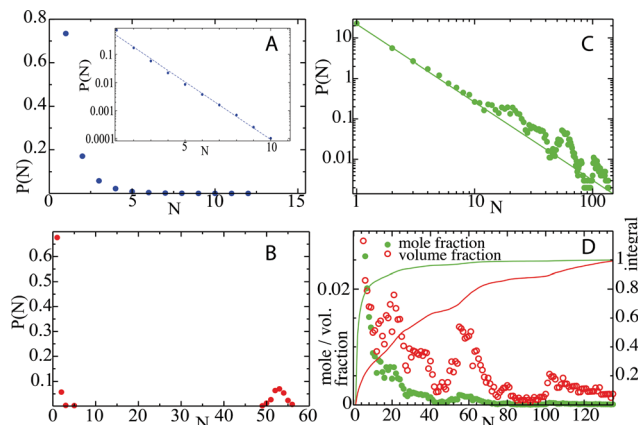 0.8
0.6
0.4
0.2
0
P(N)
0 5 10 15
N
A
0.1
0.01
0.001
0.0001
P(N)
5 10
N
C
10
1
0.1
0.01
P(N)
1 10 100
N
B
0.6
0.5
0.4
0.3
0.2
0.1
P(N)
0 10 20 30 40 50 60
N
D
mole fraction
volume fraction
0.02
0
mole / vol.
fraction
0 20 40 60 80 100 120
N
1
0.8
0.6
0.4
0.2
integral